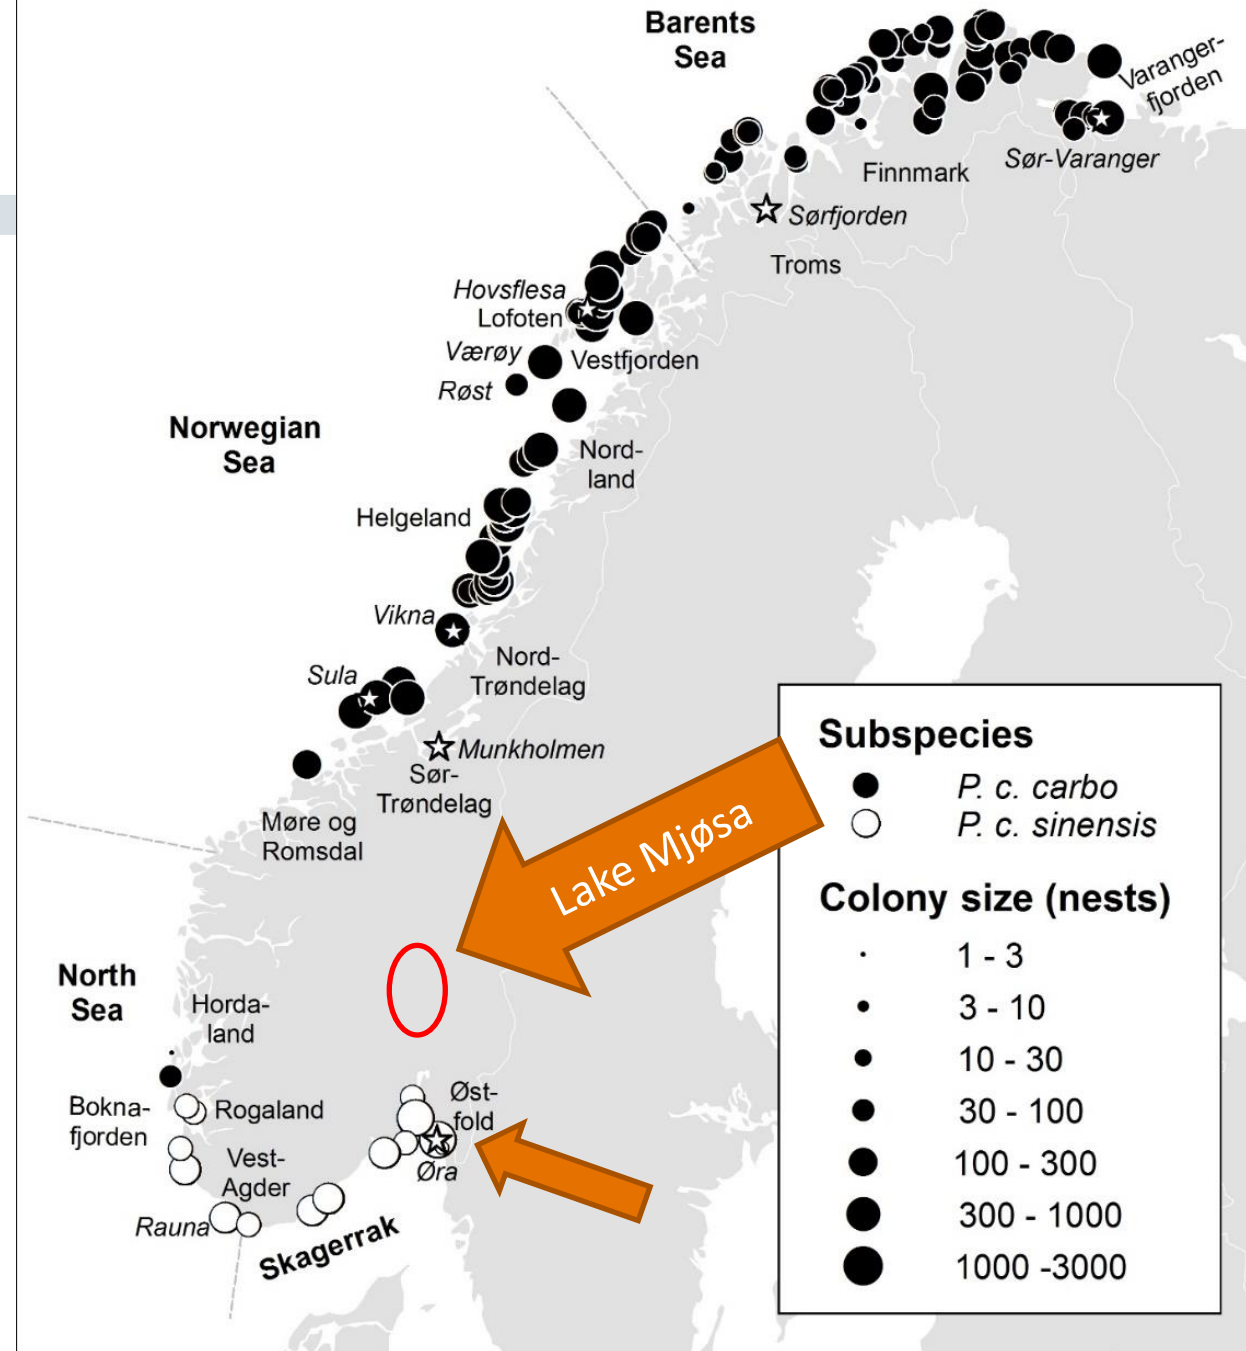 Barents
Sea
Varanger-
fjorden
Sør-Varanger
Finnmark
Sørfjorden
Troms
Hovsflesa
Lofoten
Værøy
Vestfjorden
Røst
Norwegian
Sea
Nord-
land
Helgeland
Vikna
Nord-
Trøndelag
Sula
Munkholmen
Sør-
Trøndelag
Møre og
Romsdal
Lake Mjøsa
North
Sea
Horda-
land
Bokna-
fjorden
Rogaland
Øst-
fold
Øra
Vest-
Agder
Rauna
Skagerrak
Subspecies
P. c. carbo
P. c. sinensis
Colony size (nests)
1 - 3
3 - 10
10 - 30
30 - 100
100 - 300
300 - 1000
1000 -3000